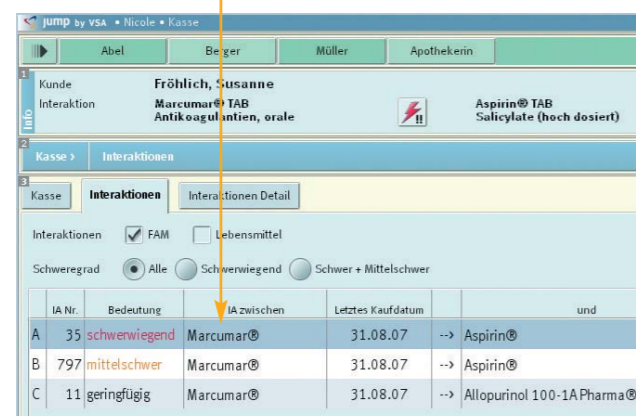 jump by VSA • Nicole • Kasse
Abel Berger Müller Apothekerin
1
Info
Kunde Fröhlich, Susanne
Interaktion Marcumar® TAB Aspirin® TAB
Antikoagulantien, orale !! Salicylate (hoch dosiert)
2
Kasse > Interaktionen
3
Kasse Interaktionen Interaktionen Detail
Interaktionen FAM Lebensmittel
Schweregrad Alle Schwerwiegend Schwer + Mittelschwer
IA Nr. Bedeutung IA zwischen Letztes Kaufdatum und
A 35 schwerwiegend Marcumar® 31.08.07 --> Aspirin®
B 797 mittelschwer Marcumar® 31.08.07 --> Aspirin®
C 11 geringfügig Marcumar® 31.08.07 --> Allopurinol 100-1A Pharma®